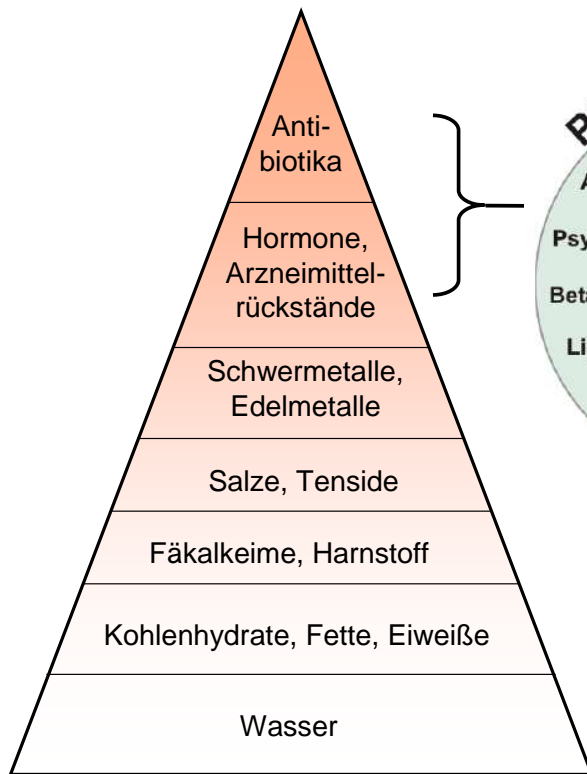 Anti-
biotika
Hormone,
Arzneimittel-
rückstände
Schwermetalle,
Edelmetalle
Salze, Tenside
Fäkalkeime, Harnstoff
Kohlenhydrate, Fette, Eiweiße
Wasser